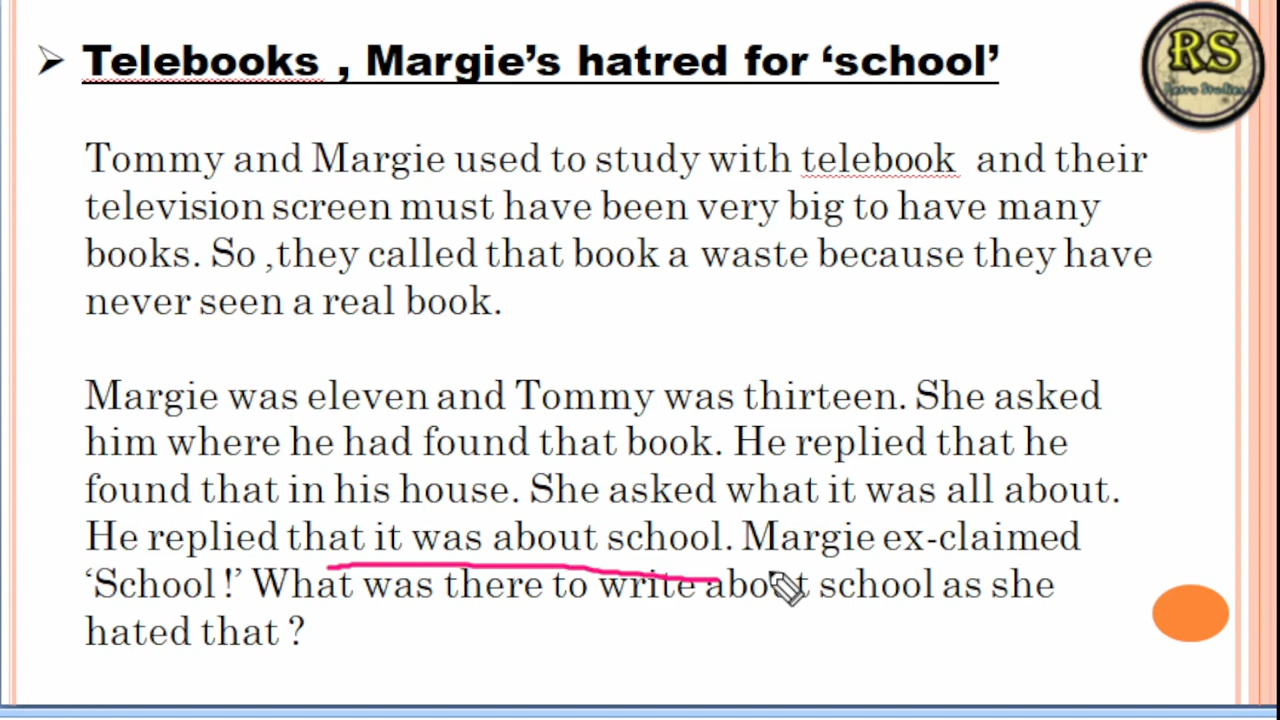 Telebooks , Margie’s hatred for ‘school’
RS
Retro Studies
Tommy and Margie used to study with telebook and their
television screen must have been very big to have many
books. So ,they called that book a waste because they have
never seen a real book.
Margie was eleven and Tommy was thirteen. She asked
him where he had found that book. He replied that he
found that in his house. She asked what it was all about.
He replied that it was about school. Margie ex-claimed
‘School !’ What was there to write about school as she
hated that ?